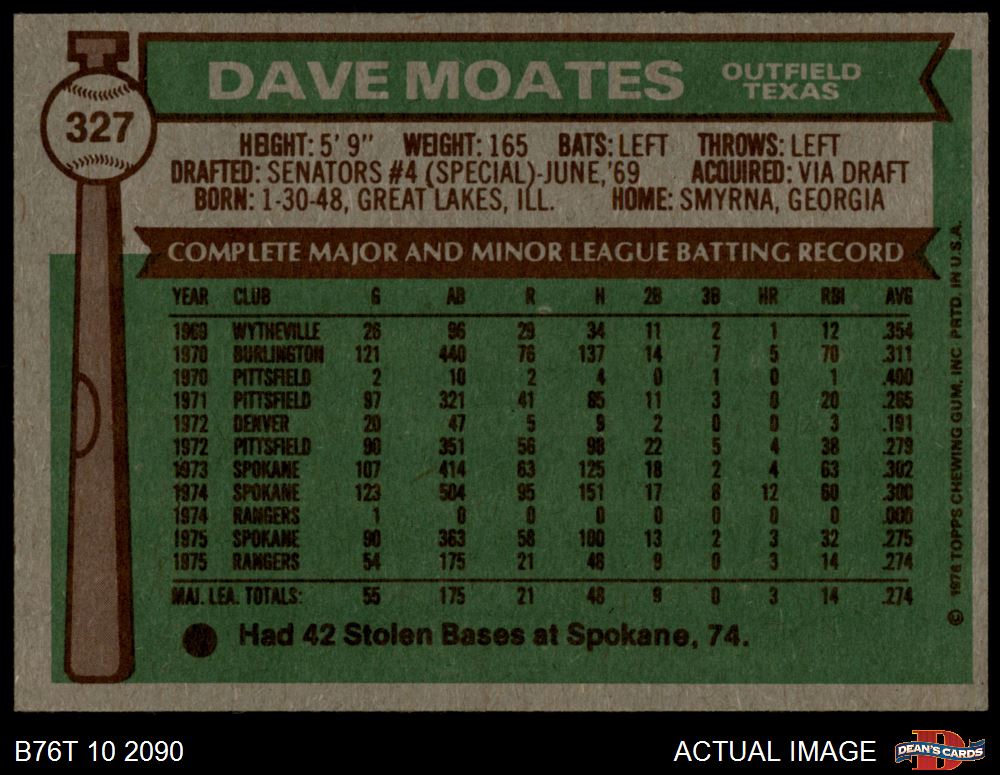 327
DAVE MOATES OUTFIELD TEXAS
HEIGHT: 5' 9" WEIGHT: 165 BATS: LEFT THROWS: LEFT
DRAFTED: SENATORS #4 (SPECIAL)-JUNE,'69 ACQUIRED: VIA DRAFT
BORN: 1-30-48, GREAT LAKES, ILL. HOME: SMYRNA, GEORGIA
COMPLETE MAJOR AND MINOR LEAGUE BATTING RECORD
YEAR CLUB G AB R H 2B 3B HR RBI AVG
1969 WYTHEVILLE 26 96 29 34 11 2 1 12 .354
1970 BURLINGTON 121 440 76 137 14 7 5 70 .311
1970 PITTSFIELD 2 10 2 4 0 1 0 1 .400
1971 PITTSFIELD 97 321 41 85 11 3 0 20 .265
1972 DENVER 20 47 5 9 2 0 0 3 .191
1972 PITTSFIELD 90 351 56 98 22 5 4 38 .279
1973 SPOKANE 107 414 63 125 18 2 4 63 .302
1974 SPOKANE 123 504 95 151 17 8 12 60 .300
1974 RANGERS 1 0 0 0 0 0 0 0 .000
1975 SPOKANE 90 363 58 100 13 2 3 32 .275
1975 RANGERS 54 175 21 48 9 0 3 14 .274
MAJ. LEA. TOTALS: 55 175 21 48 9 0 3 14 .274
Had 42 Stolen Bases at Spokane, 74.
© 1976 TOPPS CHEWING GUM, INC PRTD. IN U.S.A.
B76T 10 2090
ACTUAL IMAGE
D
DEAN'S CARDS